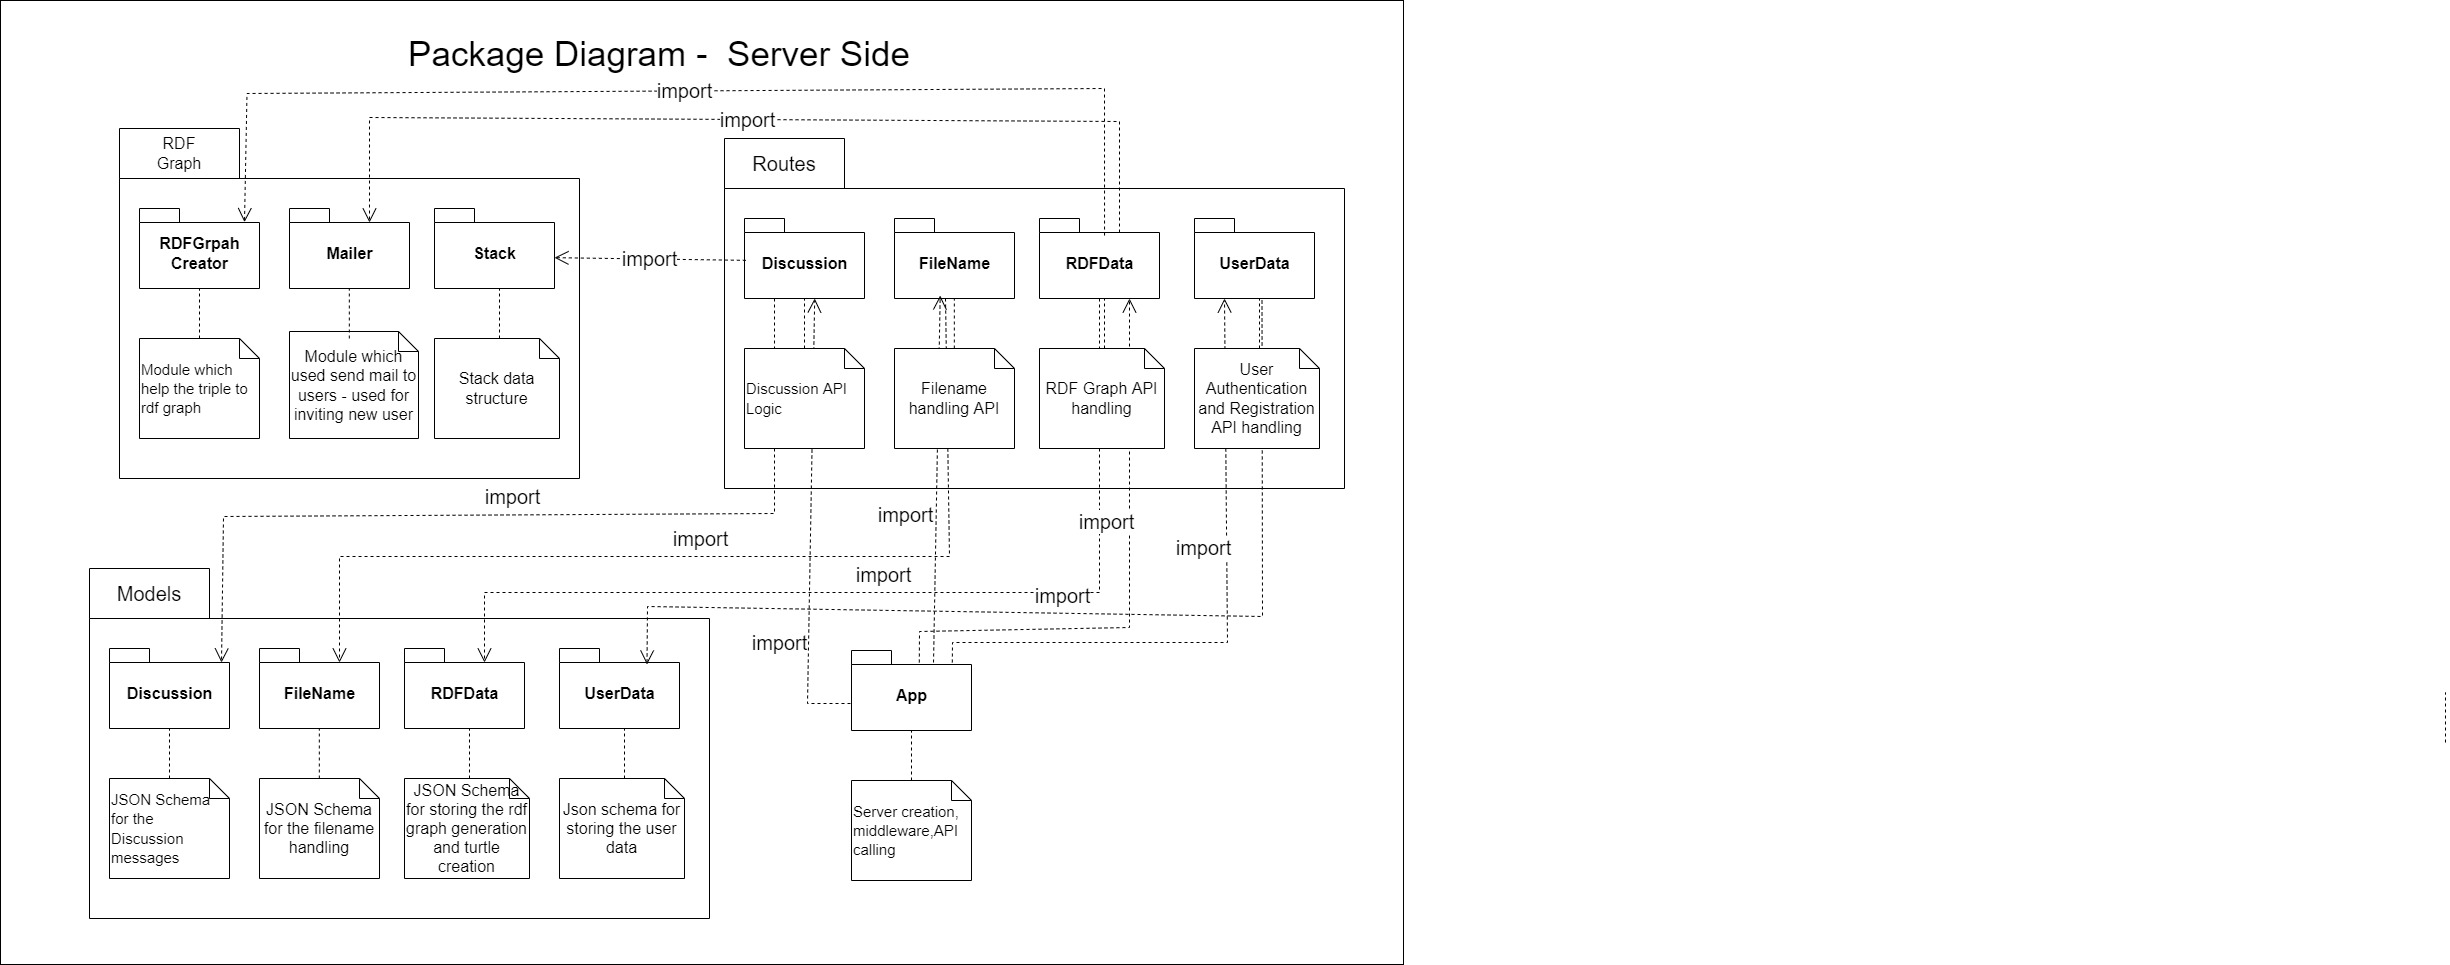 Package Diagram -  Server Side
import
import
RDF
Graph
Routes
RDFGrpah
Creator
Mailer
Stack
import
Discussion
FileName
RDFData
UserData
Module which
help the triple to
rdf graph
Module which
used send mail to
users - used for
inviting new user
Stack data
structure
Discussion API
Logic
Filename
handling API
RDF Graph API
handling
User
Authentication
and Registration
API handling
import
import
import
import
import
import
import
import
Models
Discussion
FileName
RDFData
UserData
App
JSON Schema
for the
Discussion
messages
JSON Schema
for the filename
handling
JSON Schema
for storing the rdf
graph generation
and turtle
creation
Json schema for
storing the user
data
Server creation,
middleware,API
calling